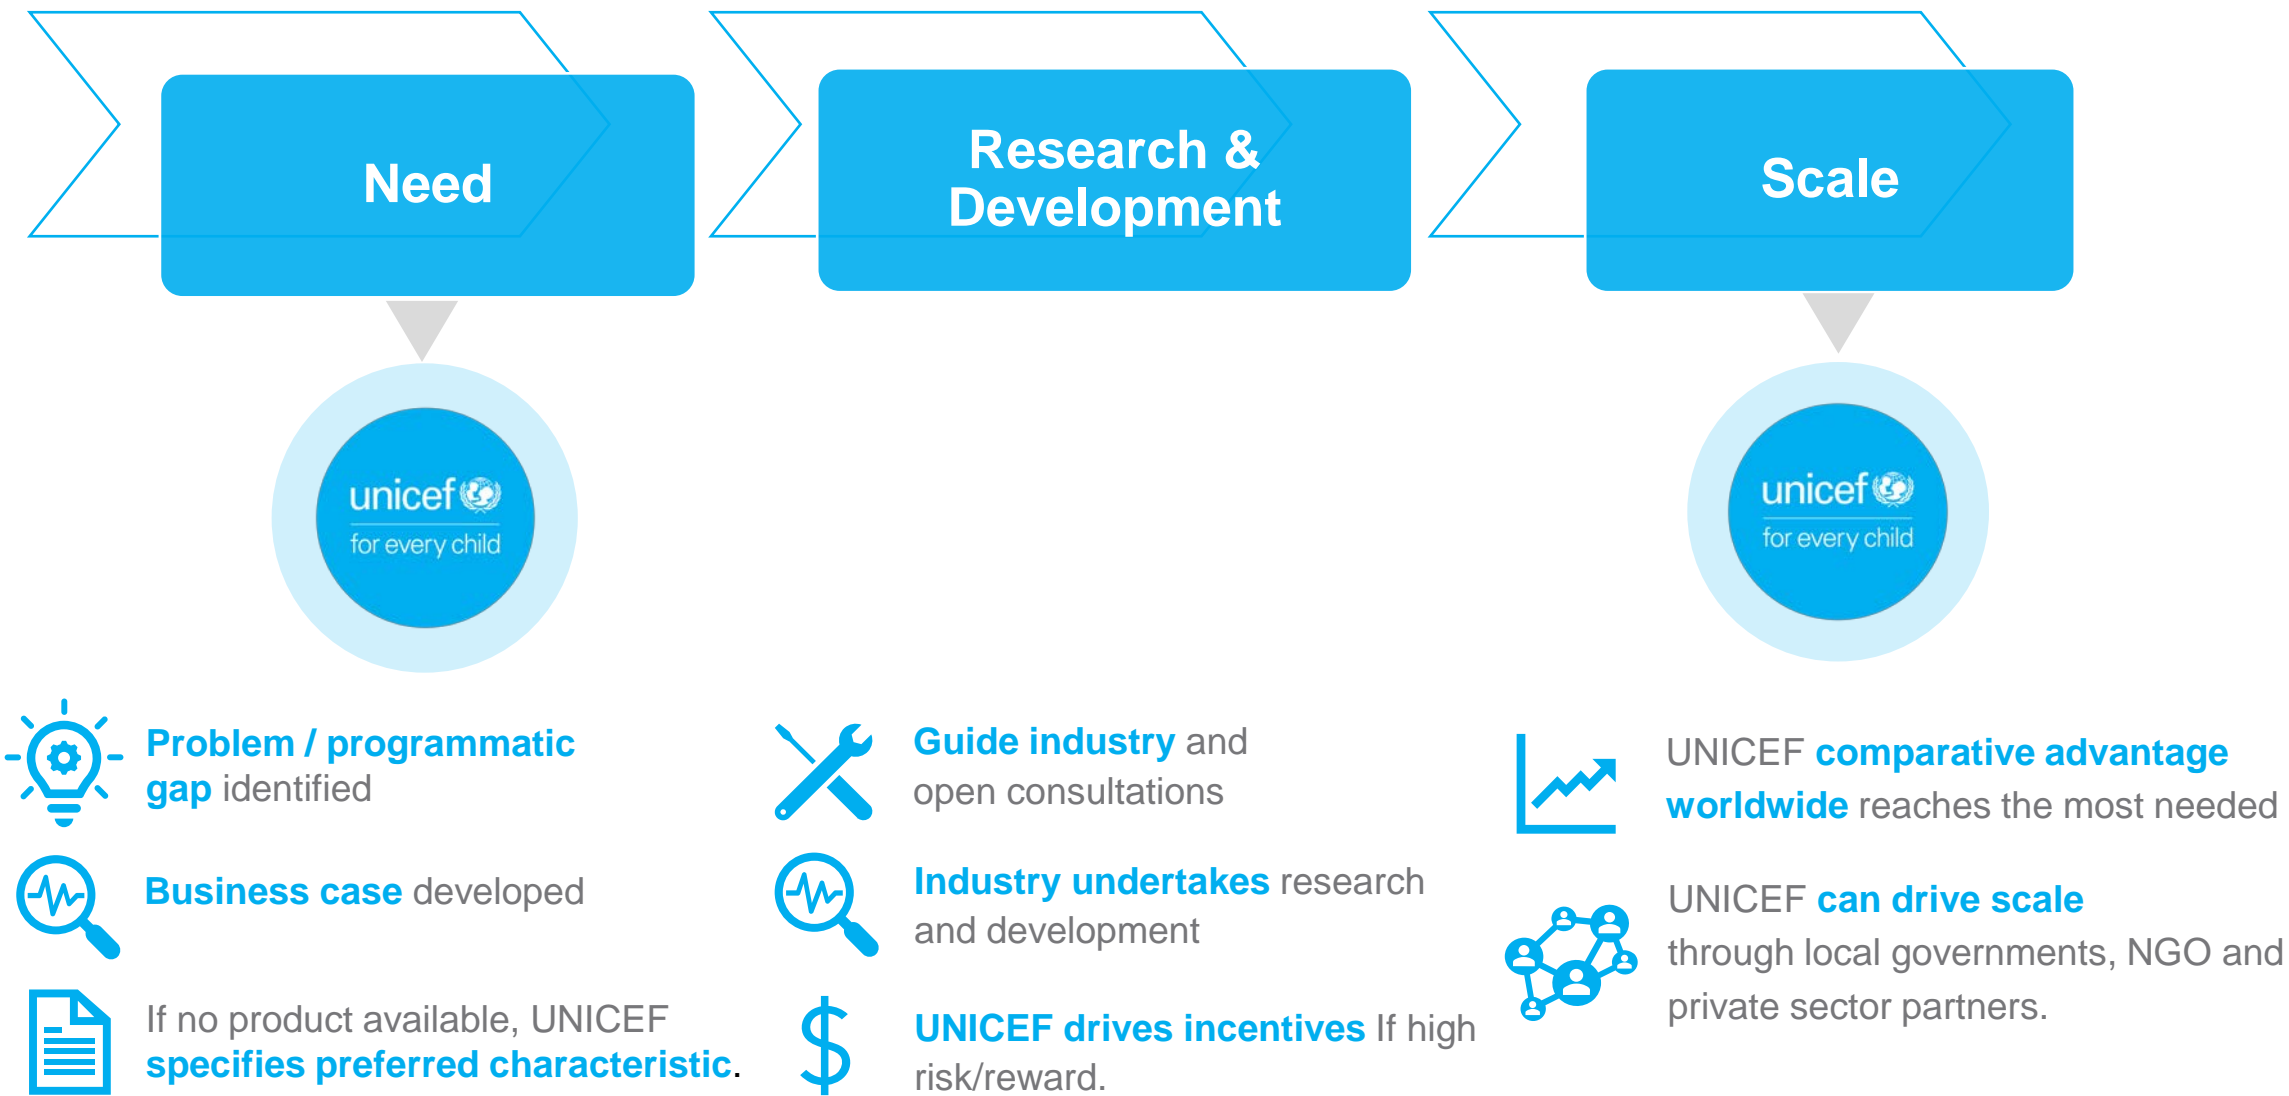 Need
Research &
Development
Scale
unicef
for every child
unicef
for every child
Problem / programmatic
gap identified
Business case developed
If no product available, UNICEF
specifies preferred characteristic.
Guide industry and
open consultations
Industry undertakes research
and development
$
UNICEF drives incentives If high
risk/reward.
UNICEF comparative advantage
worldwide reaches the most needed
UNICEF can drive scale
through local governments, NGO and
private sector partners.